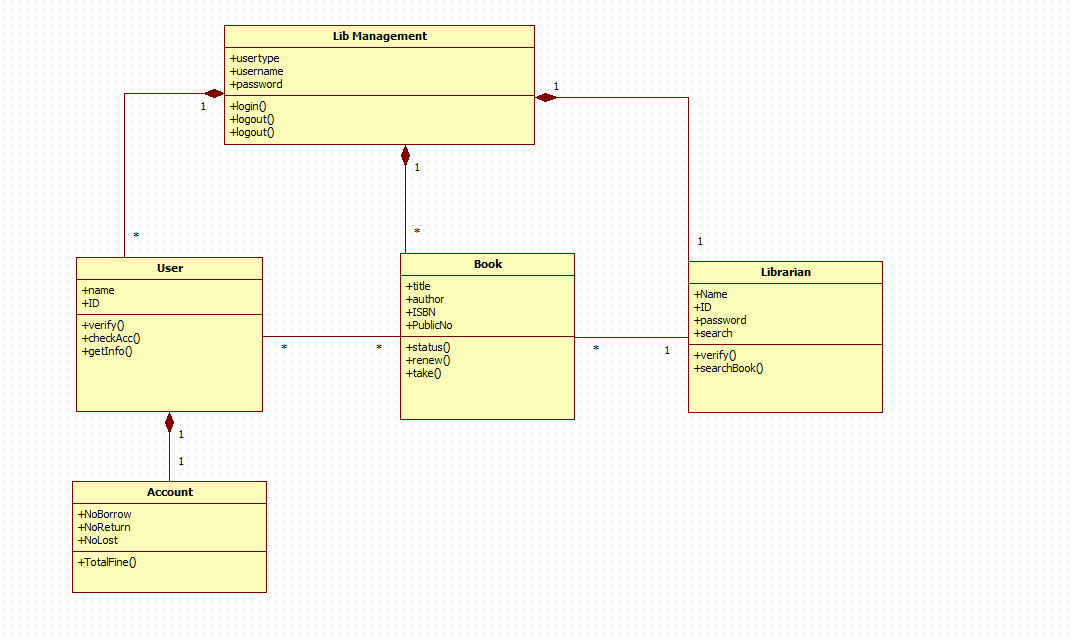 Lib Management
+usertype
+username
+password
+login()
+logout()
+logout()
1
1
1
*
*
1
User
+name
+ID
+verify()
+checkAcc()
+getInfo()
Book
+title
+author
+ISBN
+PublicNo
+status()
+renew()
+take()
Librarian
+Name
+ID
+password
+search
+verify()
+searchBook()
*
*
*
1
1
1
Account
+NoBorrow
+NoReturn
+NoLost
+TotalFine()